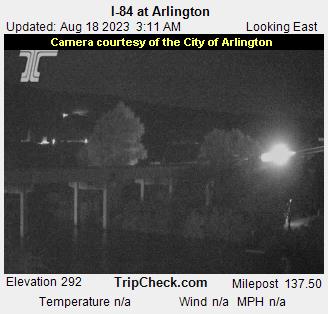 I-84 at Arlington
Updated: Aug 18 2023 3:11 AM Looking East
Camera courtesy of the City of Arlington
Elevation 292 TripCheck.com Milepost 137.50
Temperature n/a Wind n/a MPH n/a